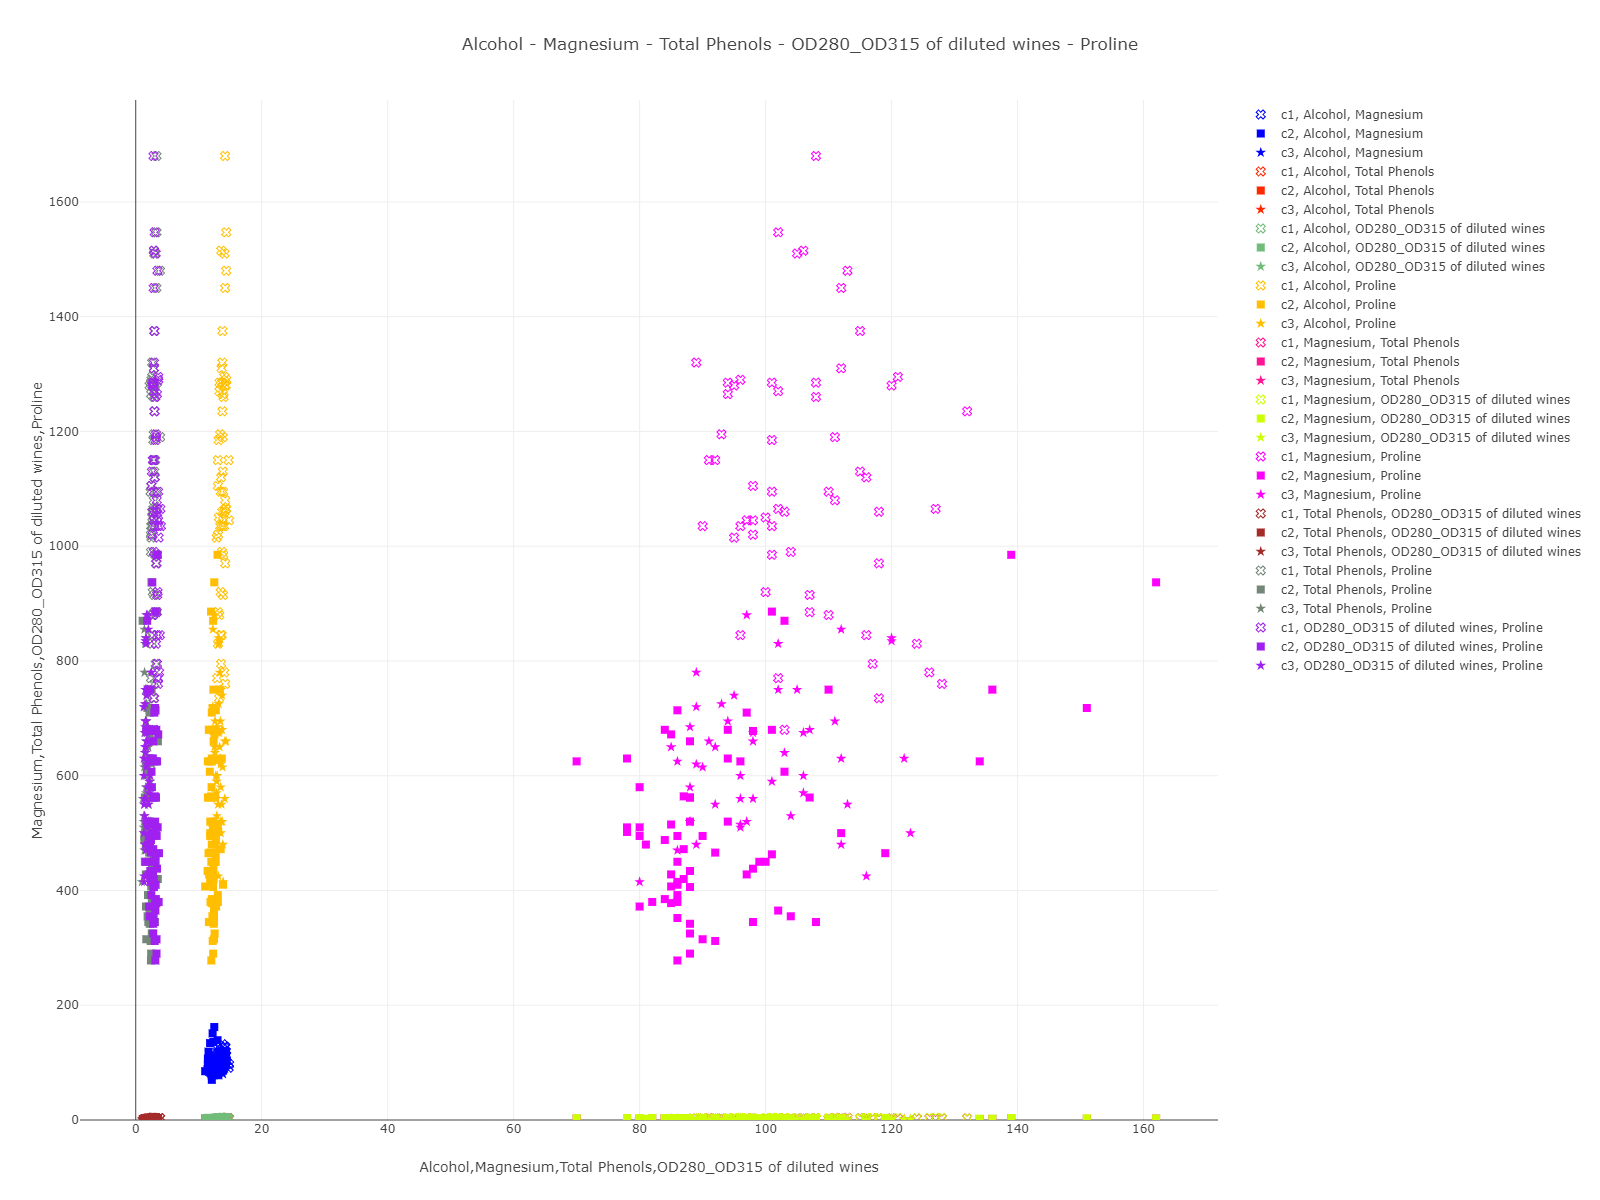 Alcohol - Magnesium - Total Phenols - OD280_OD315 of diluted wines - Proline
Magnesium,Total Phenols,OD280_OD315 of diluted wines,Proline
1600
1400
1200
1000
800
600
400
200
0
0 20 40 60 80 100 120 140 160
Alcohol,Magnesium,Total Phenols,OD280_OD315 of diluted wines
c1, Alcohol, Magnesium
c2, Alcohol, Magnesium
c3, Alcohol, Magnesium
c1, Alcohol, Total Phenols
c2, Alcohol, Total Phenols
c3, Alcohol, Total Phenols
c1, Alcohol, OD280_OD315 of diluted wines
c2, Alcohol, OD280_OD315 of diluted wines
c3, Alcohol, OD280_OD315 of diluted wines
c1, Alcohol, Proline
c2, Alcohol, Proline
c3, Alcohol, Proline
c1, Magnesium, Total Phenols
c2, Magnesium, Total Phenols
c3, Magnesium, Total Phenols
c1, Magnesium, OD280_OD315 of diluted wines
c2, Magnesium, OD280_OD315 of diluted wines
c3, Magnesium, OD280_OD315 of diluted wines
c1, Magnesium, Proline
c2, Magnesium, Proline
c3, Magnesium, Proline
c1, Total Phenols, OD280_OD315 of diluted wines
c2, Total Phenols, OD280_OD315 of diluted wines
c3, Total Phenols, OD280_OD315 of diluted wines
c1, Total Phenols, Proline
c2, Total Phenols, Proline
c3, Total Phenols, Proline
c1, OD280_OD315 of diluted wines, Proline
c2, OD280_OD315 of diluted wines, Proline
c3, OD280_OD315 of diluted wines, Proline